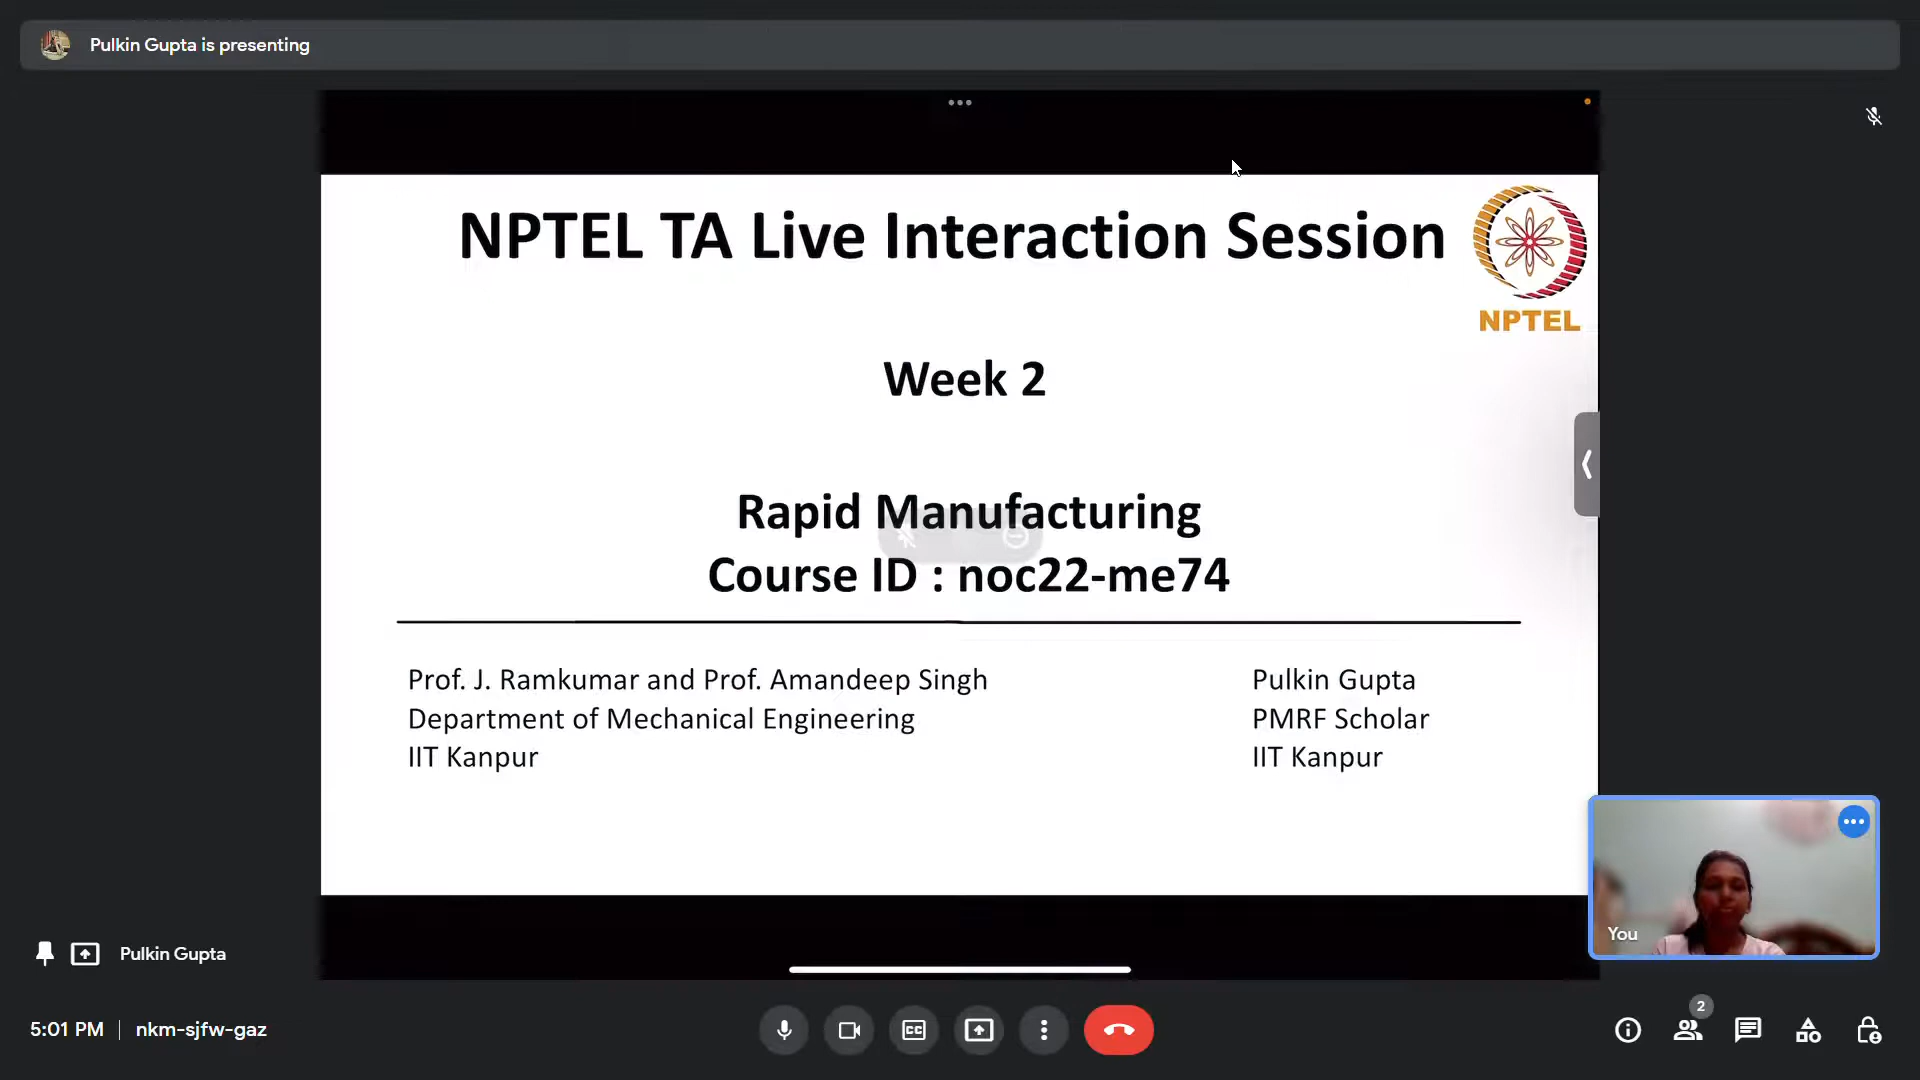 Pulkin Gupta is presenting
NPTEL TA Live Interaction Session
NPTEL
Week 2
Rapid Manufacturing
Course ID : noc22-me74
Prof. J. Ramkumar and Prof. Amandeep Singh
Department of Mechanical Engineering
IIT Kanpur
Pulkin Gupta
PMRF Scholar
IIT Kanpur
You
Pulkin Gupta
5:01 PM | nkm-sjfw-gaz
CC
2